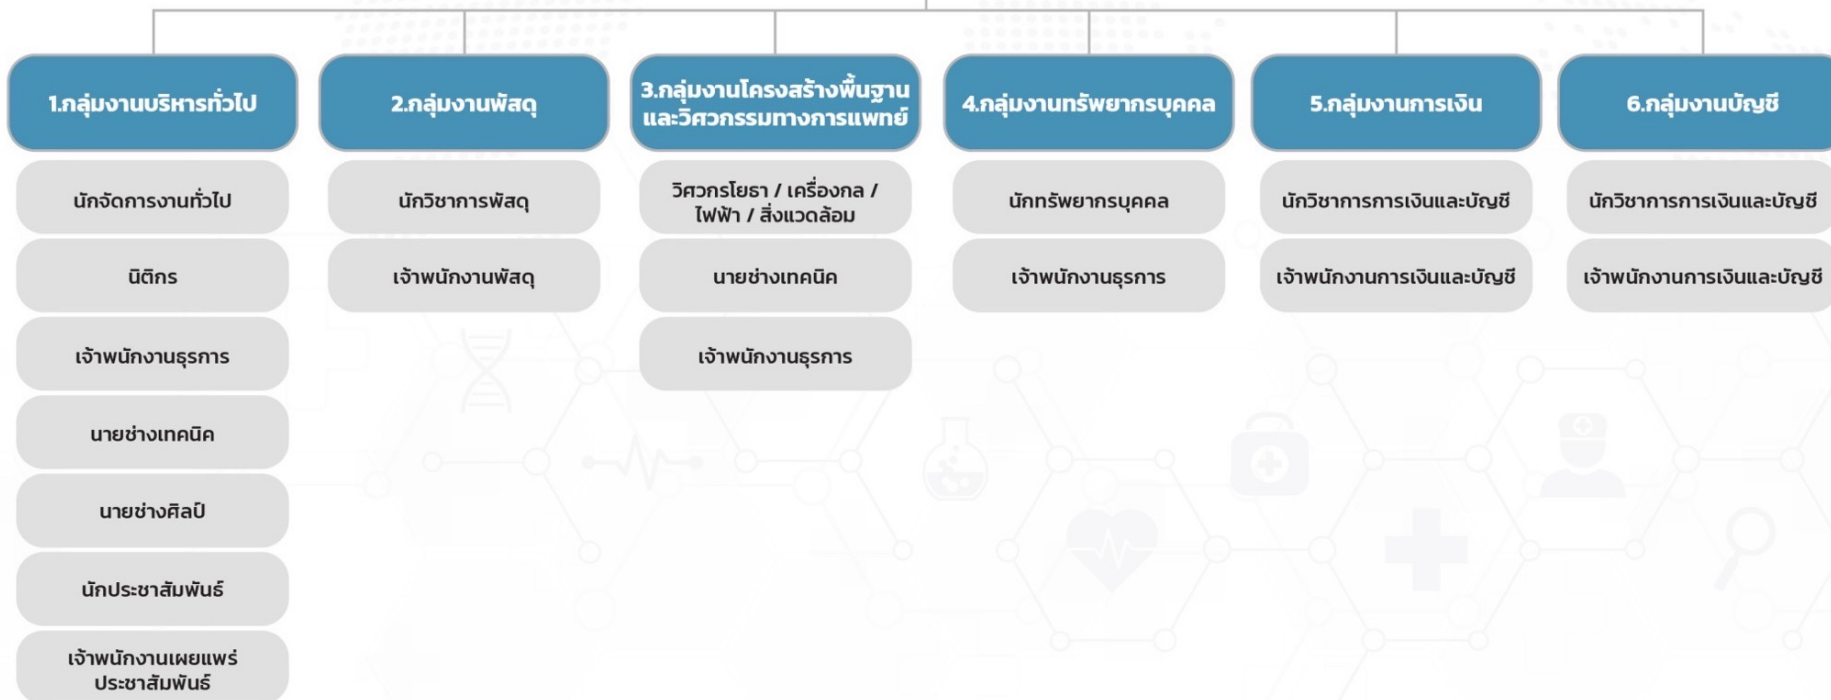 1.กลุ่มงานบริหารทั่วไป
นักจัดการงานทั่วไป
นิติกร
เจ้าพนักงานธุรการ
นายช่างเทคนิค
นายช่างศิลป์
นักประชาสัมพันธ์
เจ้าพนักงานเผยแพร่
ประชาสัมพันธ์
2.กลุ่มงานพัสดุ
นักวิชาการพัสดุ
เจ้าพนักงานพัสดุ
3.กลุ่มงานโครงสร้างพื้นฐาน
และวิศวกรรมทางการแพทย์
วิศวกรโยธา / เครื่องกล /
ไฟฟ้า / สิ่งแวดล้อม
นายช่างเทคนิค
เจ้าพนักงานธุรการ
4.กลุ่มงานทรัพยากรบุคคล
นักทรัพยากรบุคคล
เจ้าพนักงานธุรการ
5.กลุ่มงานการเงิน
นักวิชาการการเงินและบัญชี
เจ้าพนักงานการเงินและบัญชี
6.กลุ่มงานบัญชี
นักวิชาการการเงินและบัญชี
เจ้าพนักงานการเงินและบัญชี